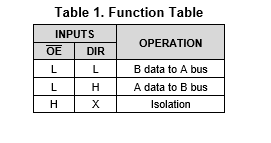 Table 1. Function Table
INPUTS OPERATION
OE DIR
L L B data to A bus
L H A data to B bus
H X Isolation